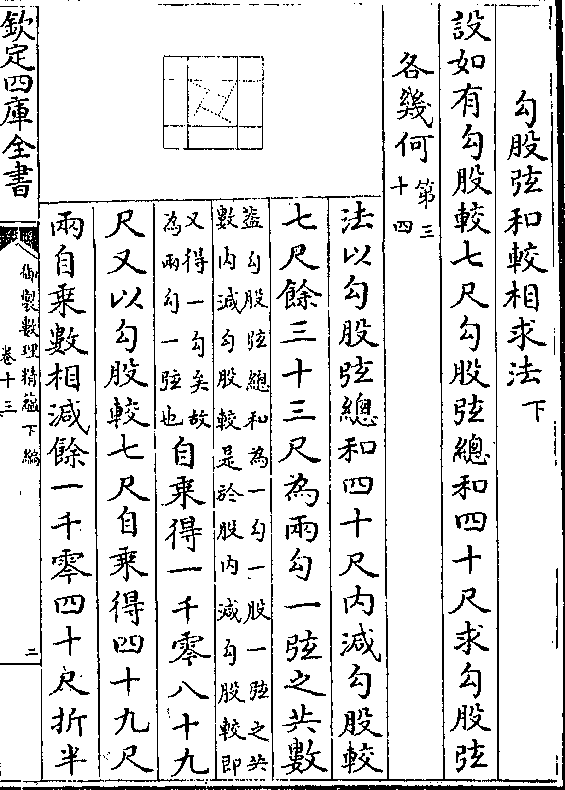 勾股弦和較相求法下
設如有勾股較七尺勾股弦總和四十尺求勾股弦
各幾何第三十四
法以勾股弦總和四十尺内減勾股較
七尺餘三十三尺為兩勾一弦之共數
蓋勾股弦總和為一勾一股一弦之共
數内減勾股較是於股内減勾股較即
又得一勾矣故
為兩勾一弦也
自乘得一千零八十九
尺又以勾股較七尺自乘得四十九尺
兩自乘數相減餘一千零四十尺折半
欽定四庫全書
御製數理精蘊下編
卷十三
二